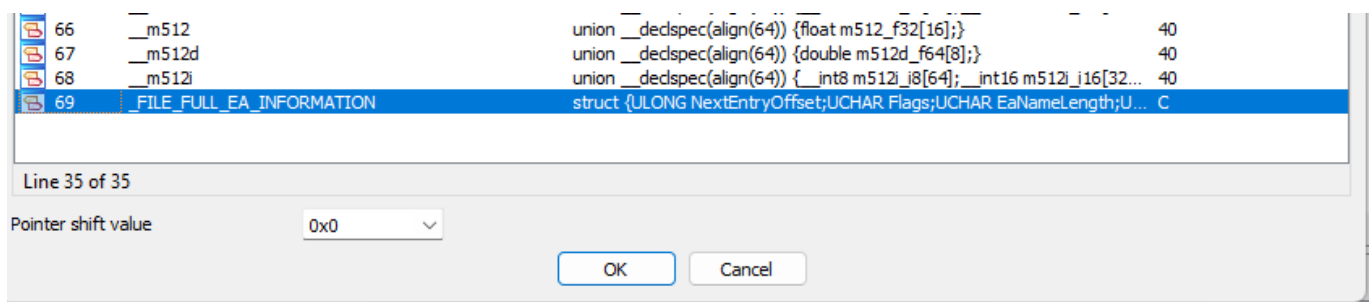 66 __m512 union __declspec(align(64)) {float m512_f32[16];} 40
67 __m512d union __declspec(align(64)) {double m512d_f64[8];} 40
68 __m512i union __declspec(align(64)) {__int8 m512i_i8[64];__int16 m512i_i16[32... 40
69 _FILE_FULL_EA_INFORMATION struct {ULONG NextEntryOffset;UCHAR Flags;UCHAR EaNameLength;U... C
Line 35 of 35
Pointer shift value 0x0
OK Cancel